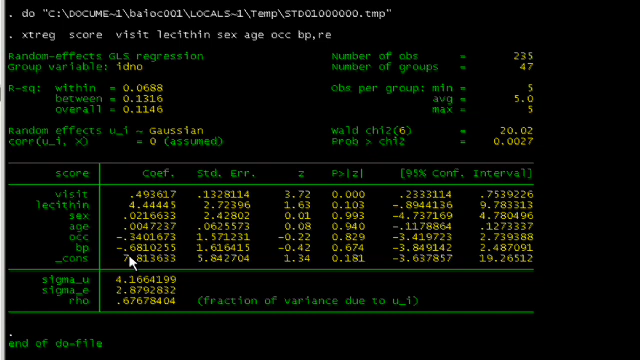 . do "C:\DOCUME~1\baioc001\LOCALS~1\Temp\STD01000000.tmp"
. xtreg score visit lecithin sex age occ bp,re
Random-effects GLS regression Number of obs = 235
Group variable: idno Number of groups = 47
R-sq: within = 0.0688 Obs per group: min = 5
between = 0.1316 avg = 5.0
overall = 0.1146 max = 5
Random effects u_i ~ Gaussian Wald chi2(6) = 20.02
corr(u_i, X) = 0 (assumed) Prob > chi2 = 0.0027
score Coef. Std. Err. z P>|z| [95% Conf. Interval]
visit .493617 .1328114 3.72 0.000 .2333114 .7539226
lecithin 4.44445 2.72396 1.63 0.103 -.8944136 9.783313
sex .0216633 2.42802 0.01 0.993 -4.737169 4.780496
age .0047237 .0625573 0.08 0.940 -.1178864 .1273337
occ -.3401673 1.571231 -0.22 0.829 -3.419723 2.739388
bp -.6810255 1.616415 -0.42 0.674 -3.849142 2.487091
_cons 7.813633 5.842704 1.34 0.181 -3.637857 19.26512
sigma_u 4.1664199
sigma_e 2.8792832
rho .67678404 (fraction of variance due to u_i)
.
end of do-file